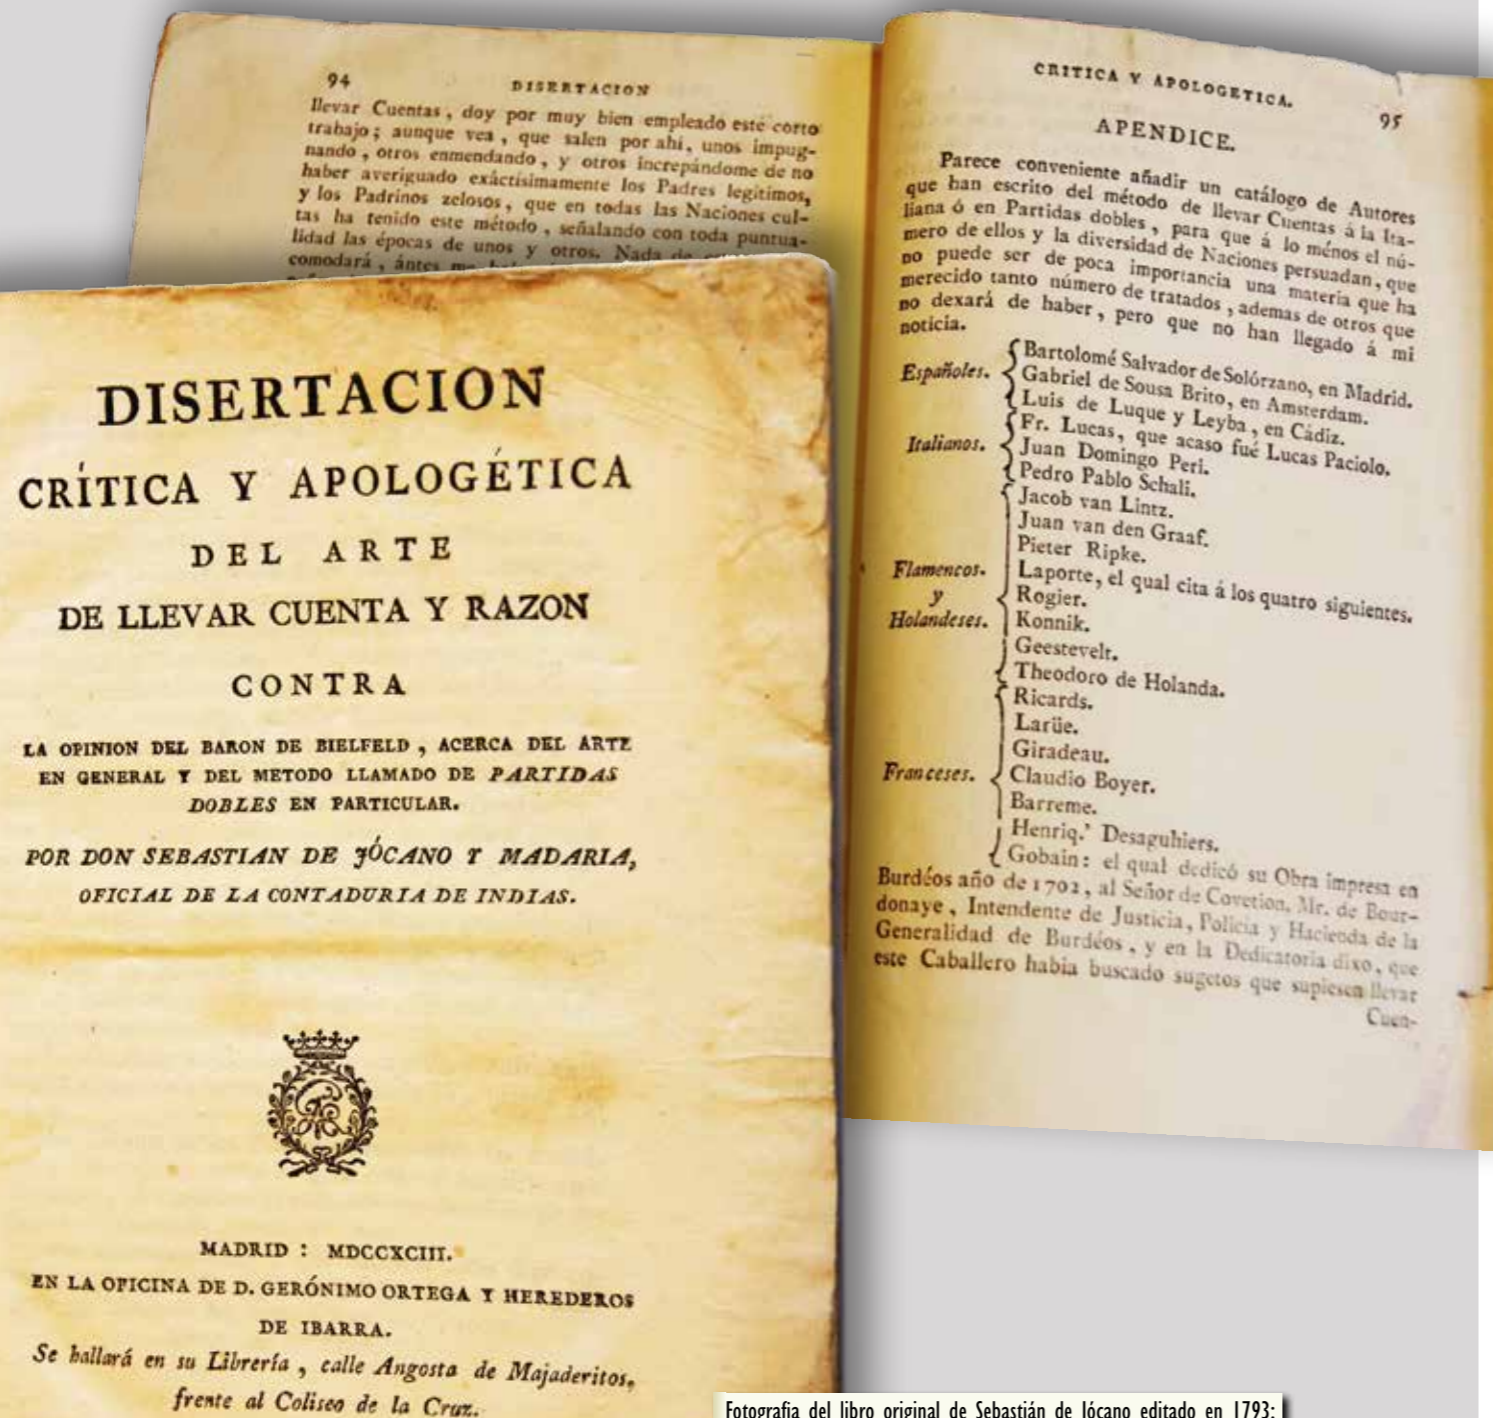 94 DISERTACION
llevar Cuentas, doy por muy bien empleado este corto
trabajo; aunque vea, que salen por ahi, unos impug-
nando, otros enmendando, y otros increpándome de no
haber averiguado exáctisimamente los Padres legitimos,
y los Padrinos zelosos, que en todas las Naciones cul-
tas ha tenido este método, señalando con toda puntua-
lidad las épocas de unos y otros. Nada de
comodará, ántes me
CRITICA Y APOLOGETICA. 95
APENDICE.
Parece conveniente añadir un catálogo de Autores
que han escrito del método de llevar Cuentas á la Ita-
liana ó en Partidas dobles, para que á lo ménos el nú-
mero de ellos y la diversidad de Naciones persuadan, que
no puede ser de poca importancia una materia que ha
merecido tanto número de tratados, ademas de otros que
no dexará de haber, pero que no han llegado á mi
noticia.
Españoles. { Bartolomé Salvador de Solórzano, en Madrid.
Gabriel de Sousa Brito, en Amsterdam.
Luis de Luque y Leyba, en Cádiz.
Italianos. { Fr. Lucas, que acaso fué Lucas Paciolo.
Juan Domingo Peri.
Pedro Pablo Schali.
Flamencos. y Holandeses. { Jacob van Lintz.
Juan van den Graaf.
Pieter Ripke.
Laporte, el qual cita á los quatro siguientes.
Rogier.
Konnik.
Geestevelt.
Theodoro de Holanda.
Franceses. { Ricards.
Larüe.
Giradeau.
Claudio Boyer.
Barreme.
Henriq.' Desaguhiers.
Gobain: el qual dedicó su Obra impresa en
Burdéos año de 1702, al Señor de Covetion, Mr. de Bour-
donaye, Intendente de Justicia, Policia y Hacienda de la
Generalidad de Burdéos, y en la Dedicatoria dixo, que
este Caballero habia buscado sugetos que supiesen llevar
Cuen-
DISERTACION
CRÍTICA Y APOLOGÉTICA
DEL ARTE
DE LLEVAR CUENTA Y RAZON
CONTRA
LA OPINION DEL BARON DE BIELFELD, ACERCA DEL ARTE
EN GENERAL Y DEL METODO LLAMADO DE PARTIDAS
DOBLES EN PARTICULAR.
POR DON SEBASTIAN DE JÓCANO Y MADARIA,
OFICIAL DE LA CONTADURIA DE INDIAS.
MADRID: MDCCXCIII.
EN LA OFICINA DE D. GERÓNIMO ORTEGA Y HEREDEROS
DE IBARRA.
Se hallará en su Librería, calle Angosta de Majaderitos,
frente al Coliseo de la Cruz.
Fotografia del libro original de Sebastián de Jócano editado en 1793: